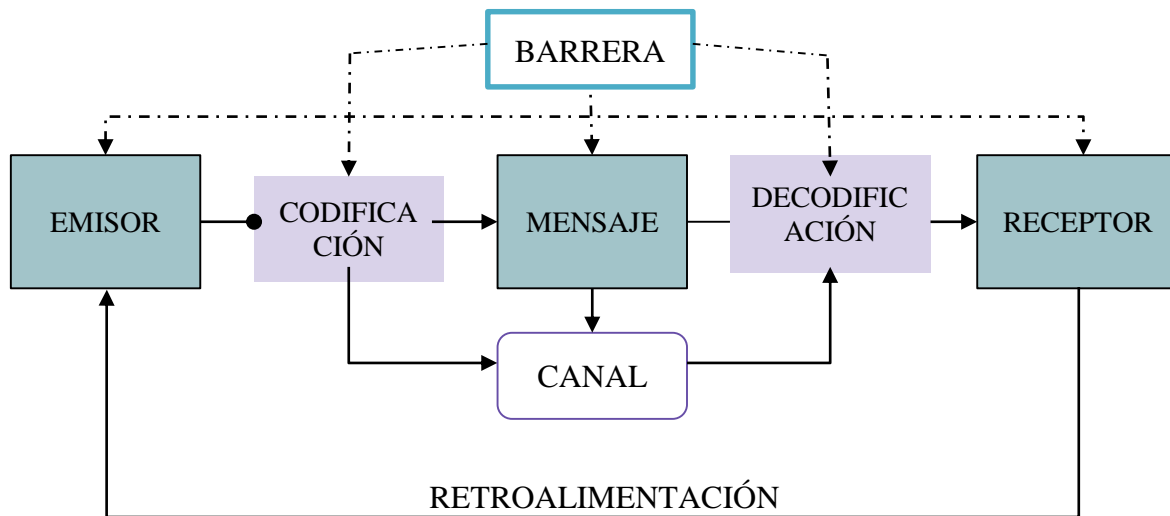 BARRERA
EMISOR
CODIFICA
CIÓN
MENSAJE
DECODIFIC
ACIÓN
RECEPTOR
CANAL
RETROALIMENTACIÓN